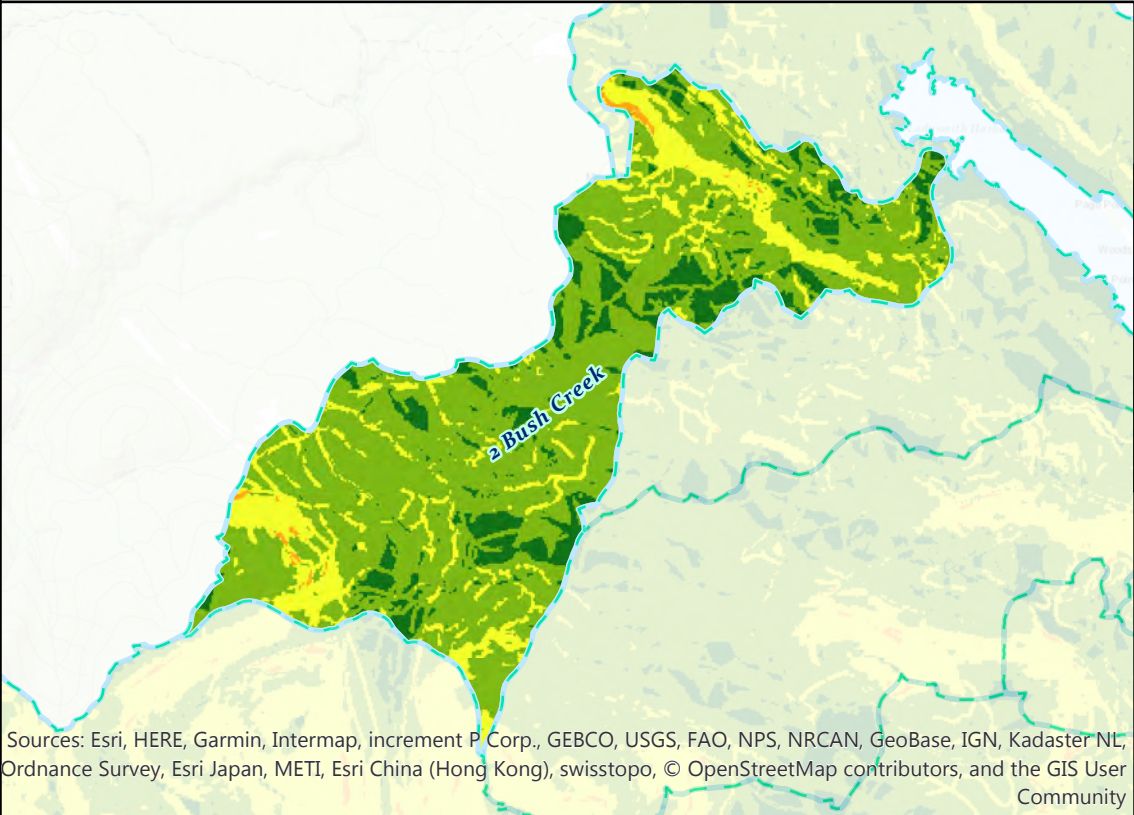 2 Bush Creek
Sources: Esri, HERE, Garmin, Intermap, increment P Corp., GEBCO, USGS, FAO, NPS, NRCAN, GeoBase, IGN, Kadaster NL,
Ordnance Survey, Esri Japan, METI, Esri China (Hong Kong), swisstopo, © OpenStreetMap contributors, and the GIS User
Community